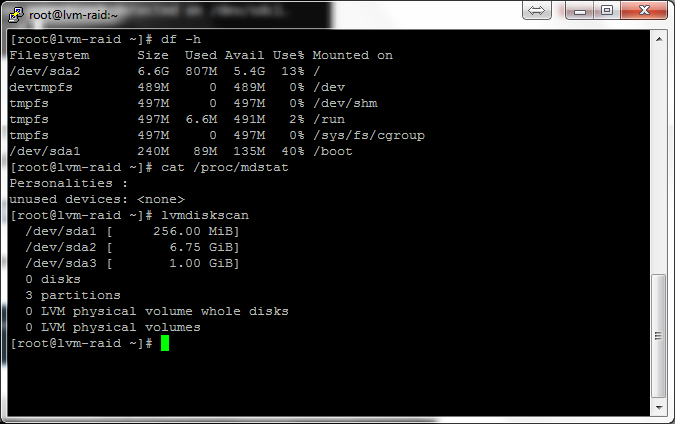 root@lvm-raid:~
[root@lvm-raid ~]# df -h
Filesystem      Size  Used Avail Use% Mounted on
/dev/sda2       6.6G  807M  5.4G  13% /
devtmpfs        489M     0  489M   0% /dev
tmpfs           497M     0  497M   0% /dev/shm
tmpfs           497M  6.6M  491M   2% /run
tmpfs           497M     0  497M   0% /sys/fs/cgroup
/dev/sda1       240M   89M  135M  40% /boot
[root@lvm-raid ~]# cat /proc/mdstat
Personalities :
unused devices: <none>
[root@lvm-raid ~]# lvmdiskscan
  /dev/sda1 [     256.00 MiB]
  /dev/sda2 [       6.75 GiB]
  /dev/sda3 [       1.00 GiB]
  0 disks
  3 partitions
  0 LVM physical volume whole disks
  0 LVM physical volumes
[root@lvm-raid ~]#